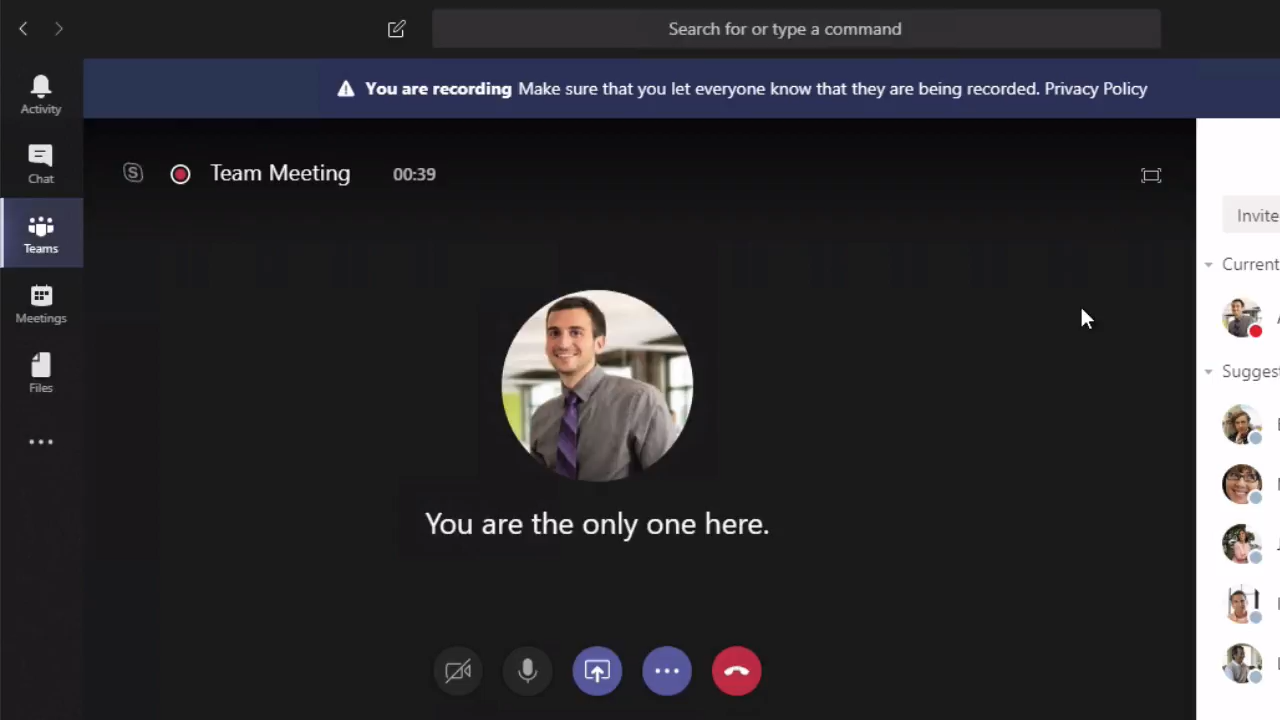 Search for or type a command
You are recording Make sure that you let everyone know that they are being recorded. Privacy Policy
Activity
Chat
Teams
Meetings
Files
Team Meeting 00:39
You are the only one here.
Invite
Current
Suggest